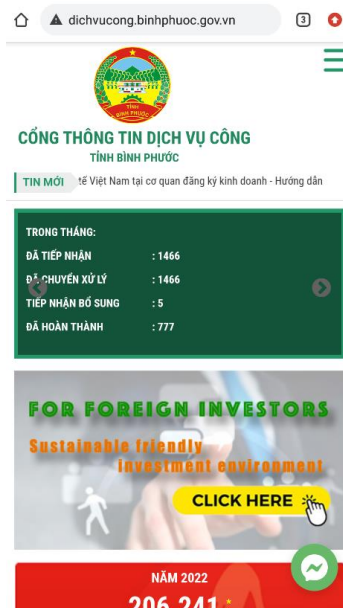 dichvucong.binhphuoc.gov.vn
3
TỈNH
BÌNH PHƯỚC
CỔNG THÔNG TIN DỊCH VỤ CÔNG
TỈNH BÌNH PHƯỚC
TIN MỚI tế Việt Nam tại cơ quan đăng ký kinh doanh - Hướng dẫn
TRONG THÁNG:
ĐÃ TIẾP NHẬN : 1466
ĐÃ CHUYỂN XỬ LÝ : 1466
TIẾP NHẬN BỔ SUNG : 5
ĐÃ HOÀN THÀNH : 777
FOR FOREIGN INVESTORS
Sustainable friendly
investment environment
CLICK HERE
NĂM 2022
206.241